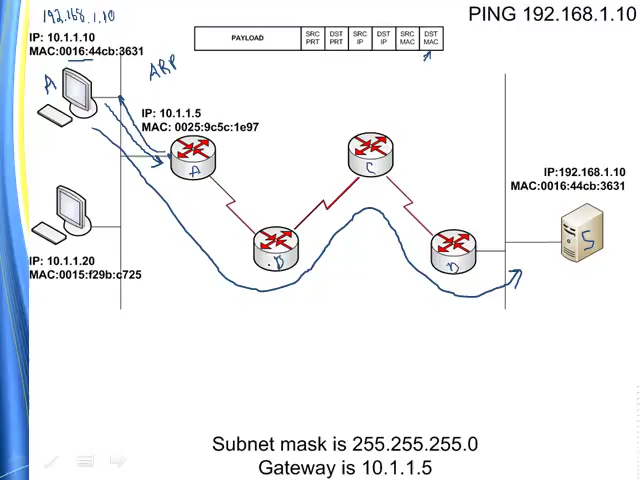 PING 192.168.1.10
192.168.1.10
IP: 10.1.1.10
MAC:0016:44cb:3631
PAYLOAD
SRC PRT
DST PRT
SRC IP
DST IP
SRC MAC
DST MAC
ARP
A
IP: 10.1.1.5
MAC: 0025:9c5c:1e97
A
C
IP:192.168.1.10
MAC:0016:44cb:3631
B
D
S
IP: 10.1.1.20
MAC:0015:f29b:c725
Subnet mask is 255.255.255.0
Gateway is 10.1.1.5